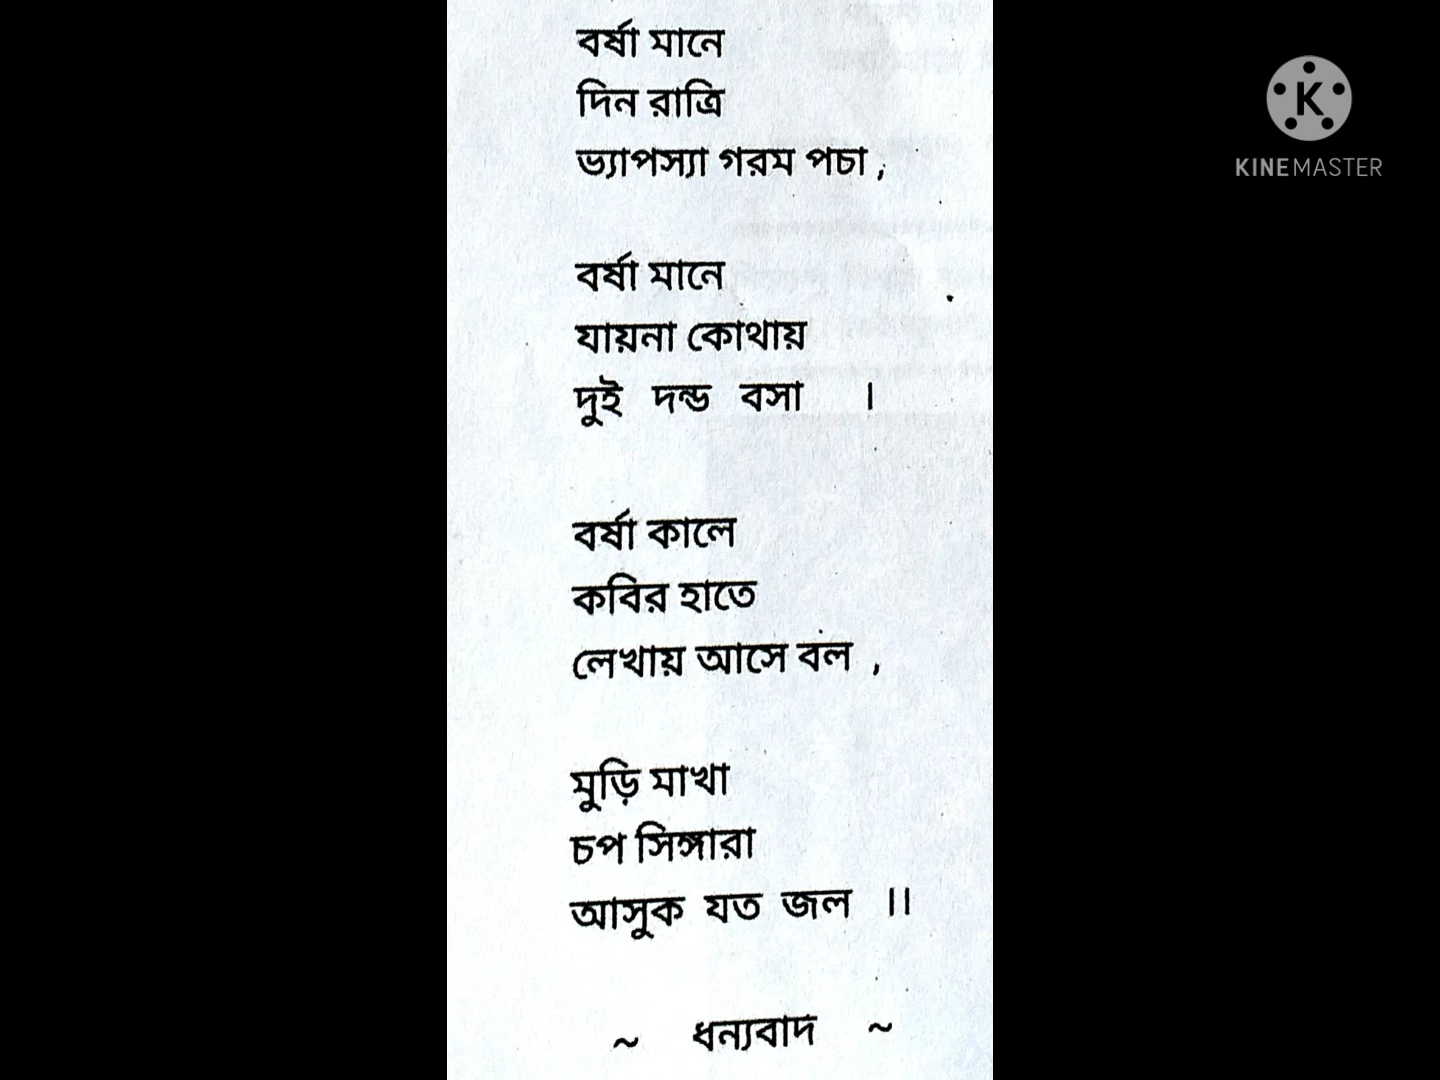 বর্ষা মানে
দিন রাত্রি
ভ্যাপস্যা গরম পচা ,
বর্ষা মানে
যায়না কোথায়
দুই দন্ড বসা ।
বর্ষা কালে
কবির হাতে
লেখায় আসে বল ,
মুড়ি মাখা
চপ সিঙ্গারা
আসুক যত জল ।।
~ ধন্যবাদ ~
KINEMASTER